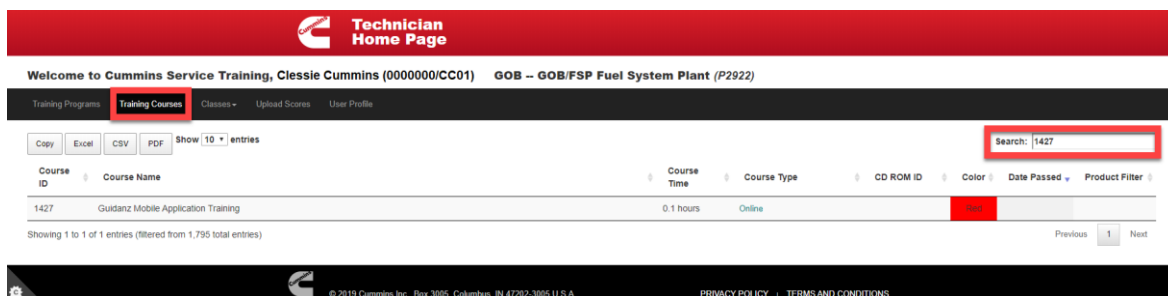 Cummins
Technician
Home Page
Welcome to Cummins Service Training, Clessie Cummins (0000000/CC01) GOB -- GOB/FSP Fuel System Plant (P2922)
Training Programs Training Courses Classes Upload Scores User Profile
Copy Excel CSV PDF Show 10 entries Search: 1427
Course ID Course Name Course Time Course Type CD ROM ID Color Date Passed Product Filter
1427 Guidanz Mobile Application Training 0.1 hours Online Red
Showing 1 to 1 of 1 entries (filtered from 1,795 total entries) Previous 1 Next
© 2019 Cummins Inc., Box 3005, Columbus, IN 47202-3005 U.S.A. PRIVACY POLICY | TERMS AND CONDITIONS